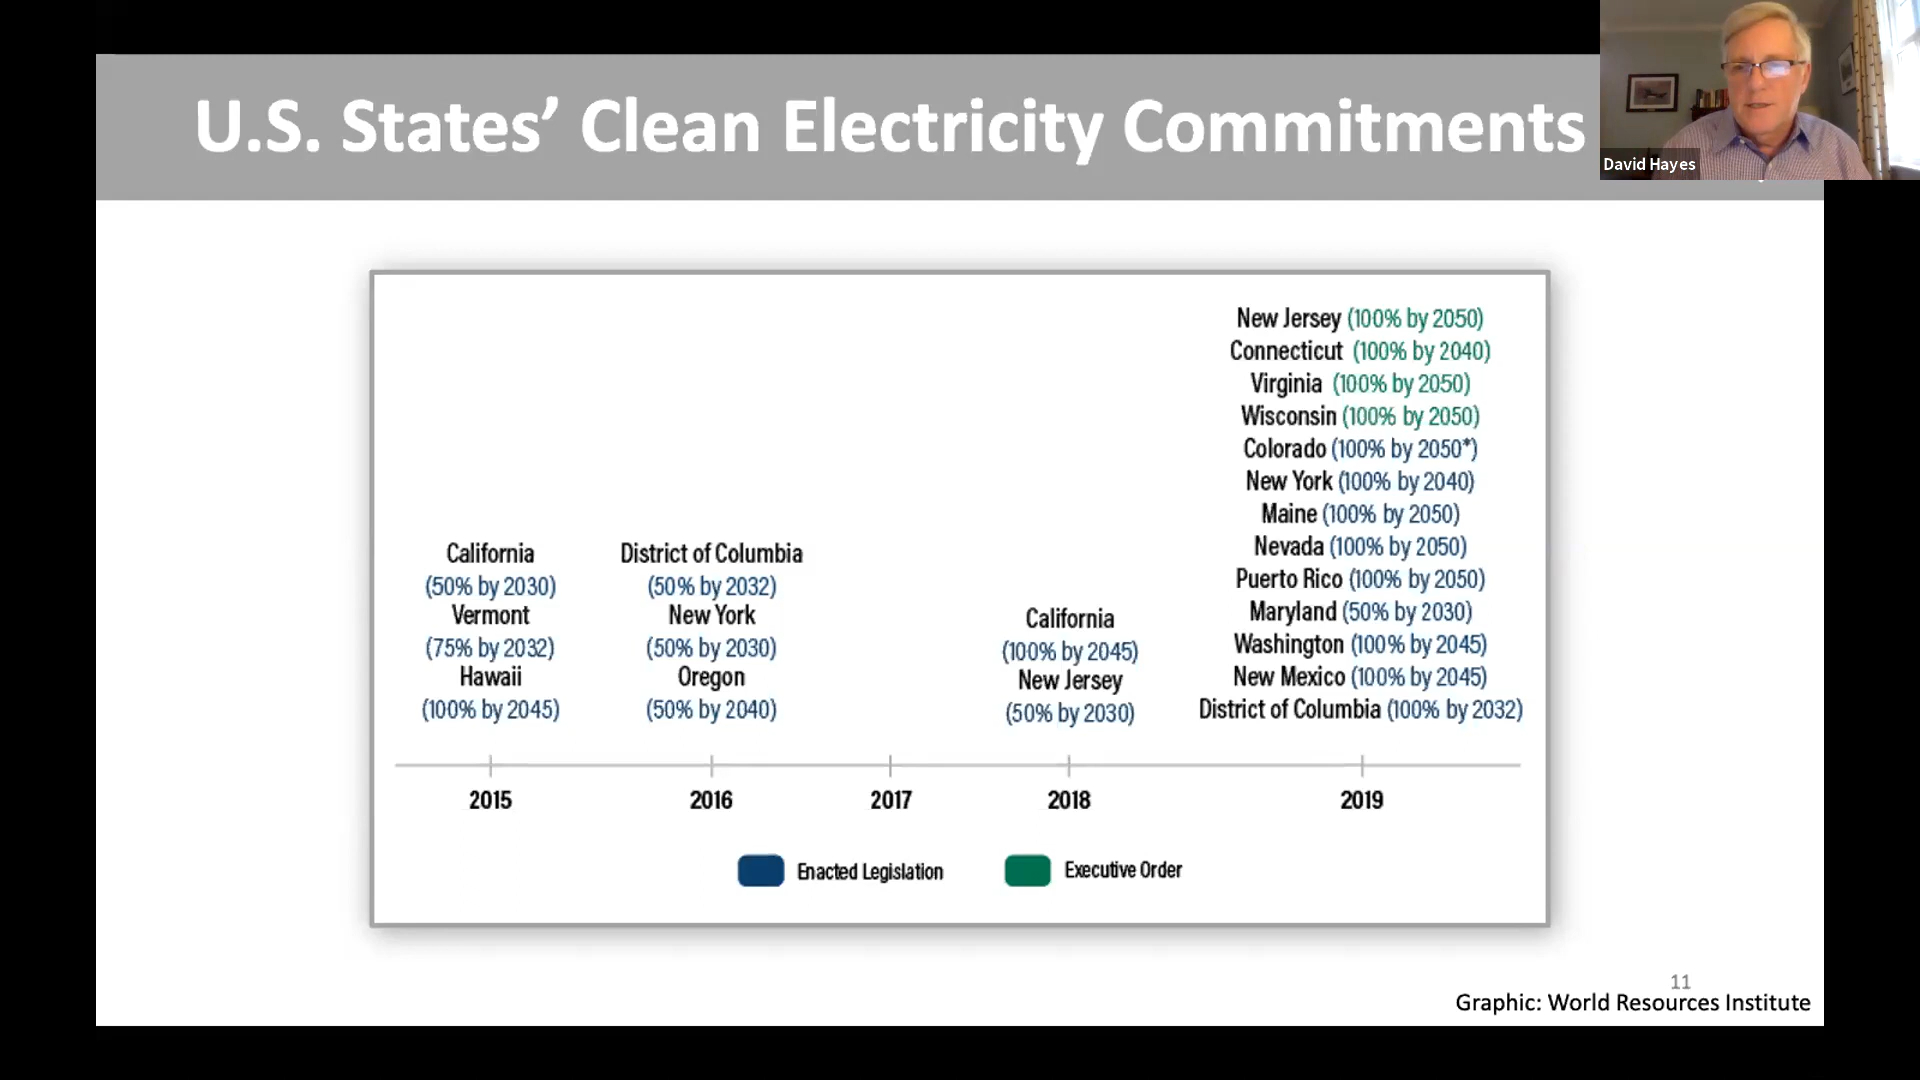 U.S. States’ Clean Electricity Commitments
David Hayes
California
(50% by 2030)
Vermont
(75% by 2032)
Hawaii
(100% by 2045)
District of Columbia
(50% by 2032)
New York
(50% by 2030)
Oregon
(50% by 2040)
California
(100% by 2045)
New Jersey
(50% by 2030)
New Jersey (100% by 2050)
Connecticut (100% by 2040)
Virginia (100% by 2050)
Wisconsin (100% by 2050)
Colorado (100% by 2050*)
New York (100% by 2040)
Maine (100% by 2050)
Nevada (100% by 2050)
Puerto Rico (100% by 2050)
Maryland (50% by 2030)
Washington (100% by 2045)
New Mexico (100% by 2045)
District of Columbia (100% by 2032)
2015 2016 2017 2018 2019
Enacted Legislation Executive Order
11
Graphic: World Resources Institute